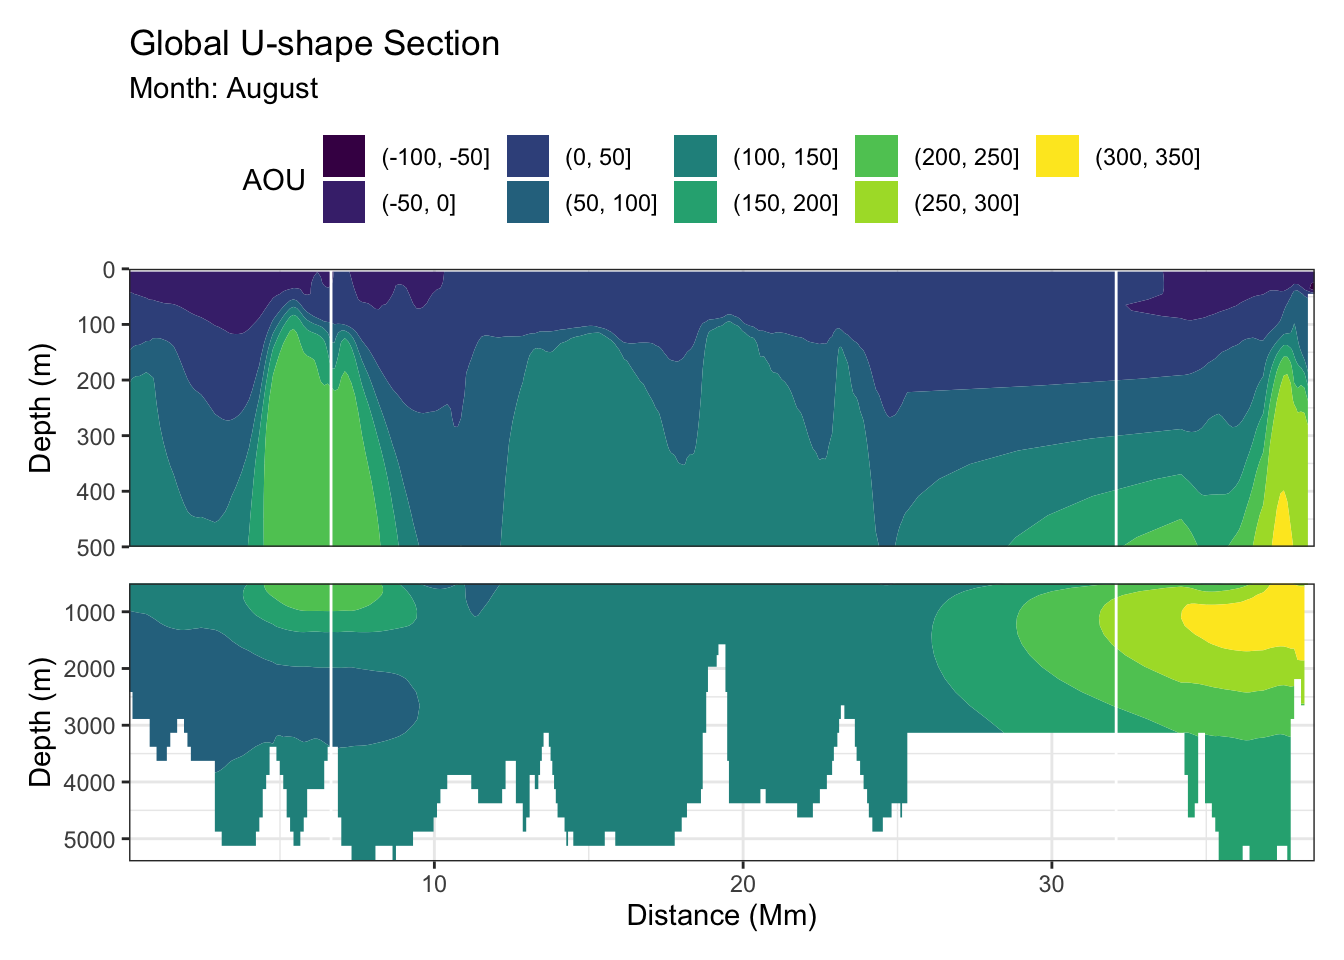 Global U-shape Section
Month: August
AOU
(-100, -50] (0, 50] (100, 150] (200, 250] (300, 350]
(-50, 0] (50, 100] (150, 200] (250, 300]
Depth (m)
0
100
200
300
400
500
Depth (m)
1000
2000
3000
4000
5000
10 20 30
Distance (Mm)